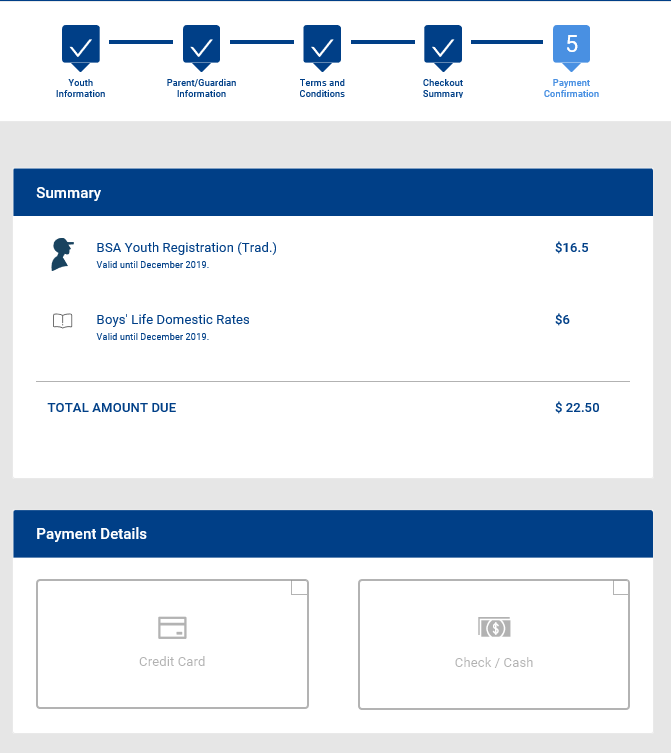 5
Youth
Information
Parent/Guardian
Information
Terms and
Conditions
Checkout
Summary
Payment
Confirmation
Summary
BSA Youth Registration (Trad.) $16.5
Valid until December 2019.
Boys' Life Domestic Rates $6
Valid until December 2019.
TOTAL AMOUNT DUE $ 22.50
Payment Details
$
Credit Card
Check / Cash